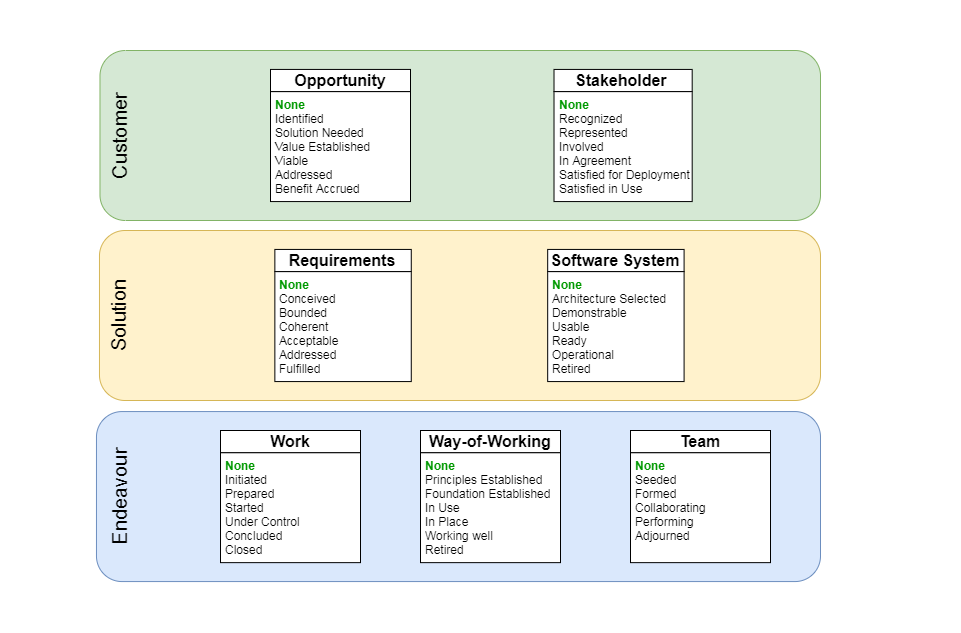 Customer
Opportunity
None
Identified
Solution Needed
Value Established
Viable
Addressed
Benefit Accrued
Stakeholder
None
Recognized
Represented
Involved
In Agreement
Satisfied for Deployment
Satisfied in Use
Solution
Requirements
None
Conceived
Bounded
Coherent
Acceptable
Addressed
Fulfilled
Software System
None
Architecture Selected
Demonstrable
Usable
Ready
Operational
Retired
Endeavour
Work
None
Initiated
Prepared
Started
Under Control
Concluded
Closed
Way-of-Working
None
Principles Established
Foundation Established
In Use
In Place
Working well
Retired
Team
None
Seeded
Formed
Collaborating
Performing
Adjourned